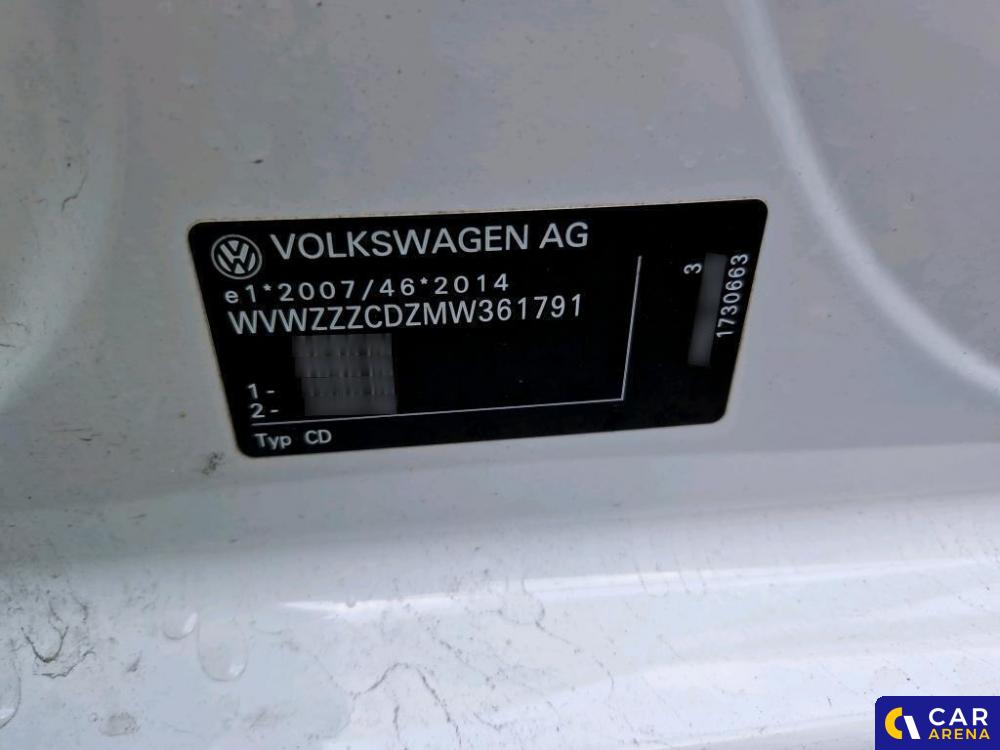 VOLKSWAGEN AG
e1*2007/46*2014
WVWZZZCDZMW361791
1-
2-
Typ CD
3
1730663
CAR
ARENA